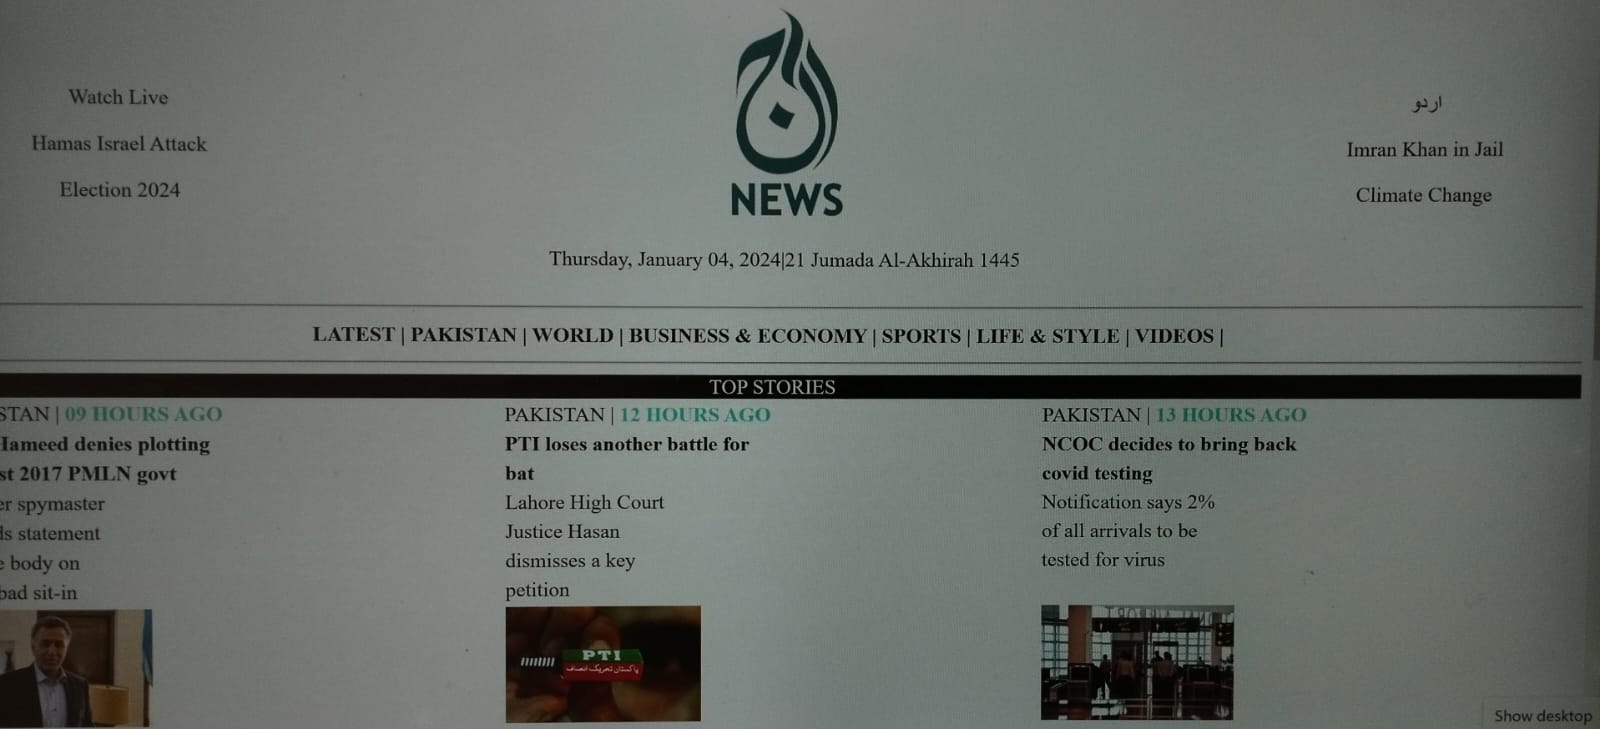 Watch Live
Hamas Israel Attack
Election 2024
آج
NEWS
اردو
Imran Khan in Jail
Climate Change
Thursday, January 04, 2024|21 Jumada Al-Akhirah 1445
LATEST | PAKISTAN | WORLD | BUSINESS & ECONOMY | SPORTS | LIFE & STYLE | VIDEOS |
TOP STORIES
STAN | 09 HOURS AGO
Hameed denies plotting
st 2017 PMLN govt
er spymaster
ds statement
e body on
bad sit-in
PAKISTAN | 12 HOURS AGO
PTI loses another battle for
bat
Lahore High Court
Justice Hasan
dismisses a key
petition
PTI
پاکستان تحریک انصاف
PAKISTAN | 13 HOURS AGO
NCOC decides to bring back
covid testing
Notification says 2%
of all arrivals to be
tested for virus
Show desktop